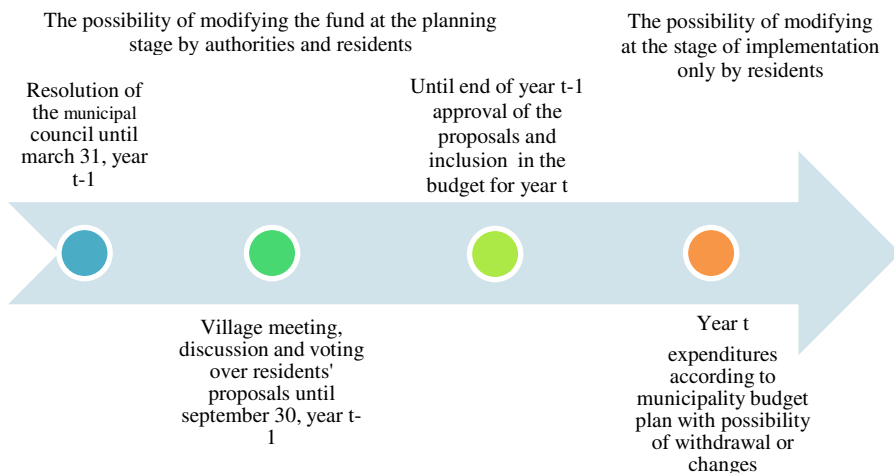 The possibility of modifying the fund at the planning
stage by authorities and residents
The possibility of modifying
at the stage of implementation
only by residents
Resolution of
the municipal
council until
march 31, year
t-1
Until end of year t-1
approval of the
proposals and
inclusion in the
budget for year t
Village meeting,
discussion and voting
over residents'
proposals until
september 30, year t-
1
Year t
expenditures
according to
municipality budget
plan with possibility
of withdrawal or
changes